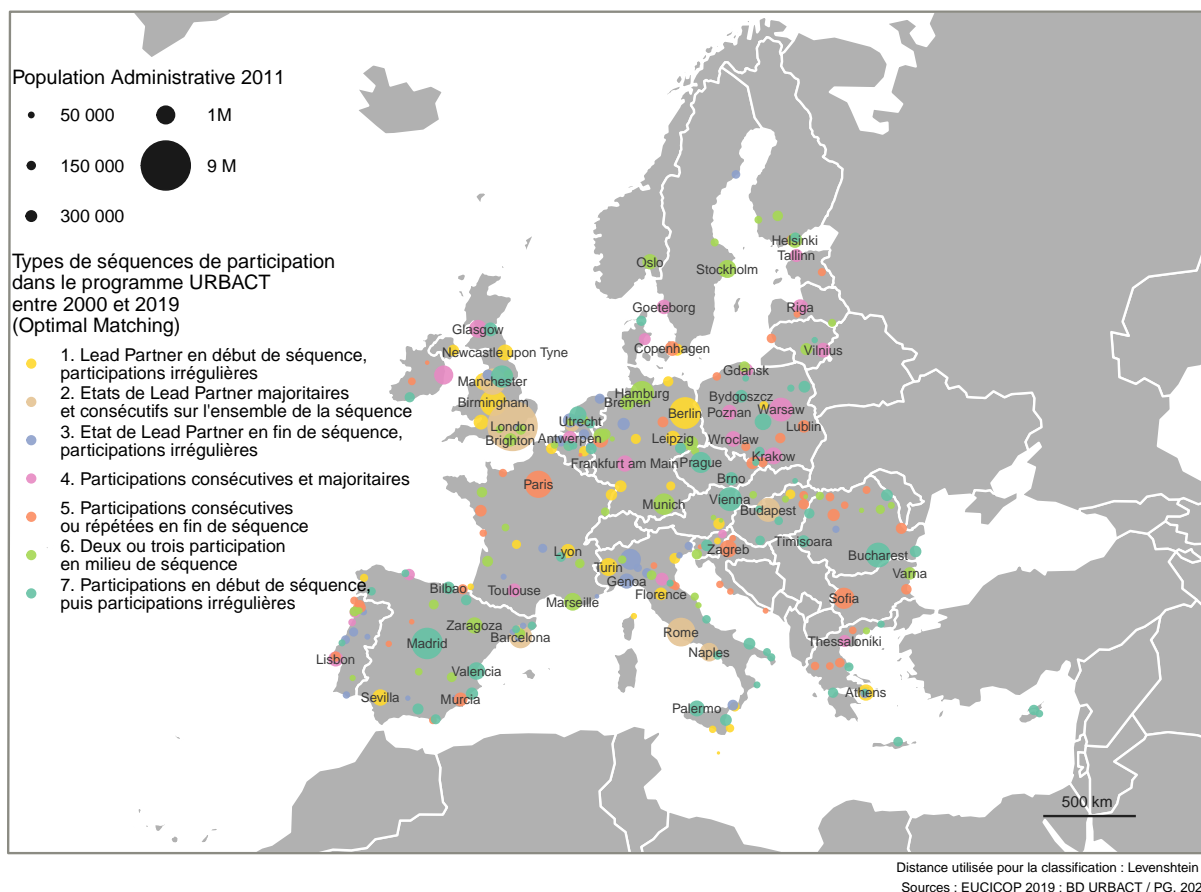 Population Administrative 2011
50 000
1M
150 000
9 M
300 000
Types de séquences de participation
dans le programme URBACT
entre 2000 et 2019
(Optimal Matching)
1. Lead Partner en début de séquence,
participations irrégulières
2. Etats de Lead Partner majoritaires
et consécutifs sur l'ensemble de la séquence
3. Etat de Lead Partner en fin de séquence,
participations irrégulières
4. Participations consécutives et majoritaires
5. Participations consécutives
ou répétées en fin de séquence
6. Deux ou trois participation
en milieu de séquence
7. Participations en début de séquence,
puis participations irrégulières
Helsinki
Tallinn
Oslo
Stockholm
Goeteborg
Riga
Glasgow
Copenhagen
Vilnius
Newcastle upon Tyne
Manchester
Gdansk
Hamburg
Bremen
Bydgoszcz
Birmingham
Berlin
Poznan
Warsaw
London
Utrecht
Lublin
Brighton
Antwerpen
Leipzig
Wroclaw
Krakow
Frankfurt am Main
Prague
Paris
Brno
Munich
Vienna
Budapest
Lyon
Zagreb
Timisoara
Bucharest
Turin
Genoa
Varna
Bilbao
Toulouse
Florence
Marseille
Sofia
Zaragoza
Barcelona
Rome
Thessaloniki
Madrid
Naples
Lisbon
Valencia
Sevilla
Murcia
Palermo
Athens
500 km
Distance utilisée pour la classification : Levenshtein
Sources : EUCICOP 2019 ; BD URBACT / PG. 202